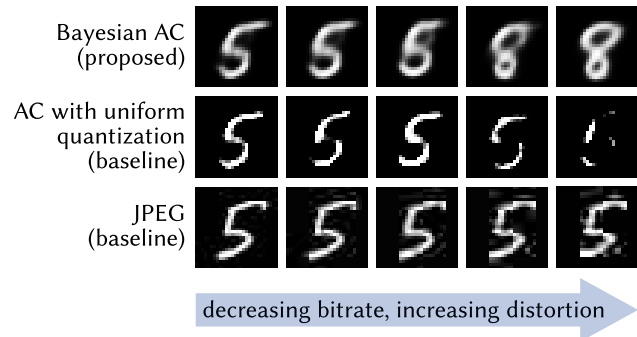 Bayesian AC
(proposed)
AC with uniform
quantization
(baseline)
JPEG
(baseline)
decreasing bitrate, increasing distortion